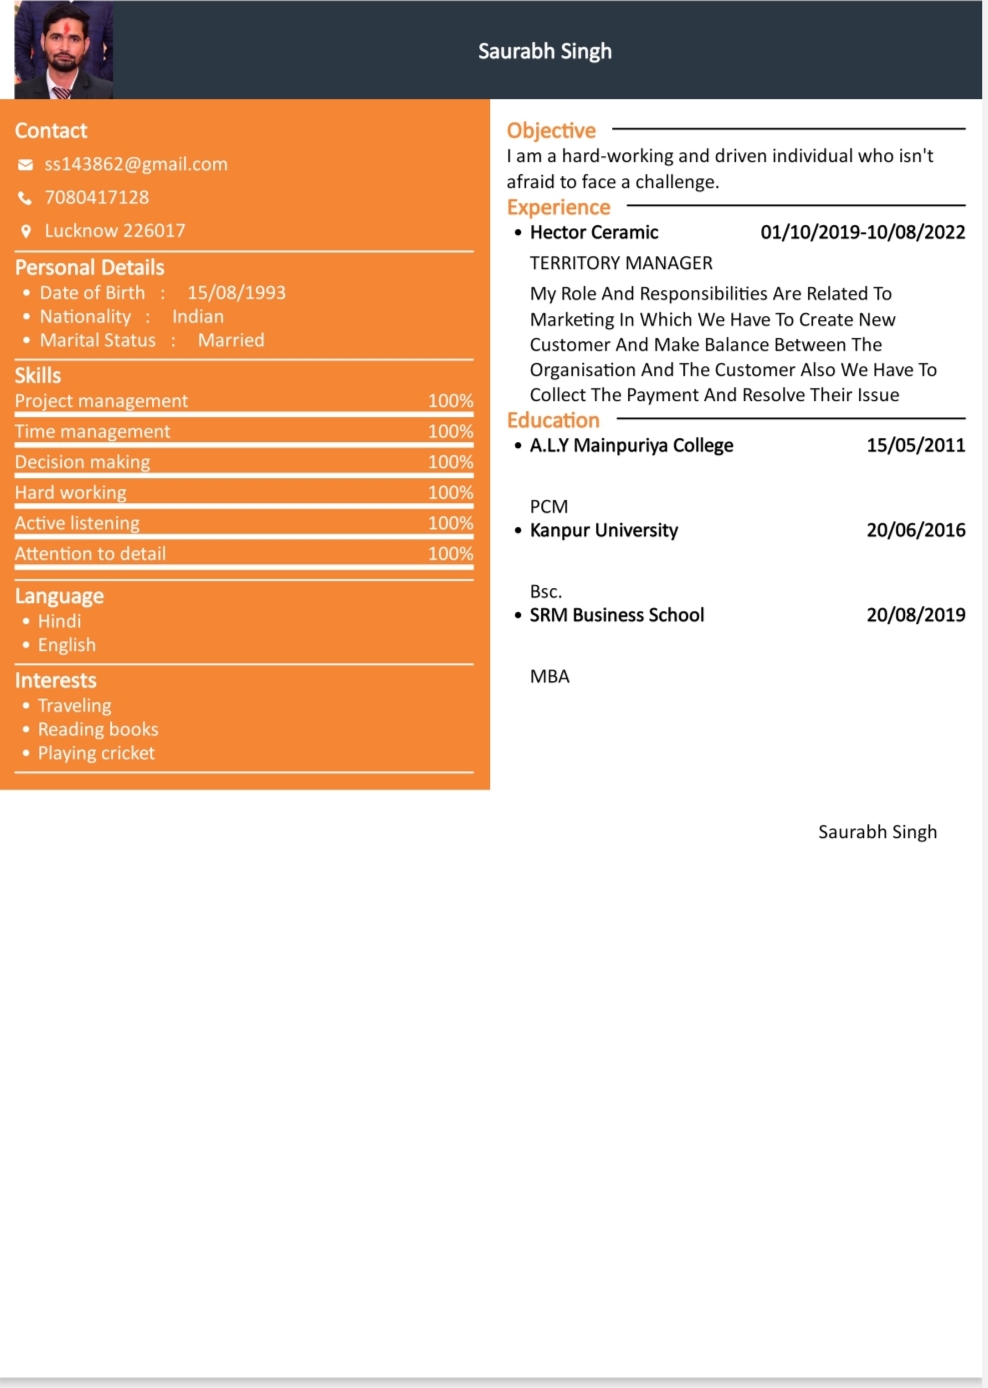 Saurabh Singh
Contact
ss143862@gmail.com
7080417128
Lucknow 226017
Personal Details
• Date of Birth : 15/08/1993
• Nationality : Indian
• Marital Status : Married
Skills
Project management 100%
Time management 100%
Decision making 100%
Hard working 100%
Active listening 100%
Attention to detail 100%
Language
• Hindi
• English
Interests
• Traveling
• Reading books
• Playing cricket
Objective
I am a hard-working and driven individual who isn't
afraid to face a challenge.
Experience
• Hector Ceramic 01/10/2019-10/08/2022
TERRITORY MANAGER
My Role And Responsibilities Are Related To
Marketing In Which We Have To Create New
Customer And Make Balance Between The
Organisation And The Customer Also We Have To
Collect The Payment And Resolve Their Issue
Education
• A.L.Y Mainpuriya College 15/05/2011
PCM
• Kanpur University 20/06/2016
Bsc.
• SRM Business School 20/08/2019
MBA
Saurabh Singh